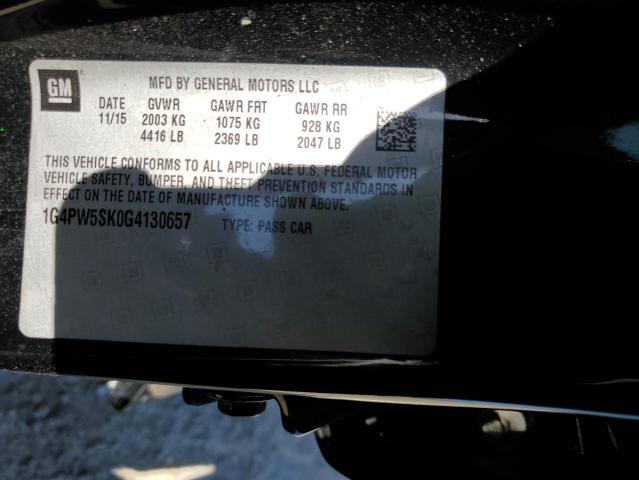 GM
MFD BY GENERAL MOTORS LLC
DATE GVWR GAWR FRT GAWR RR
11/15 2003 KG 1075 KG 928 KG
4416 LB 2369 LB 2047 LB
THIS VEHICLE CONFORMS TO ALL APPLICABLE U.S. FEDERAL MOTOR
VEHICLE SAFETY, BUMPER, AND THEFT PREVENTION STANDARDS IN
EFFECT ON THE DATE OF MANUFACTURE SHOWN ABOVE.
1G4PW5SK0G4130657 TYPE: PASS CAR